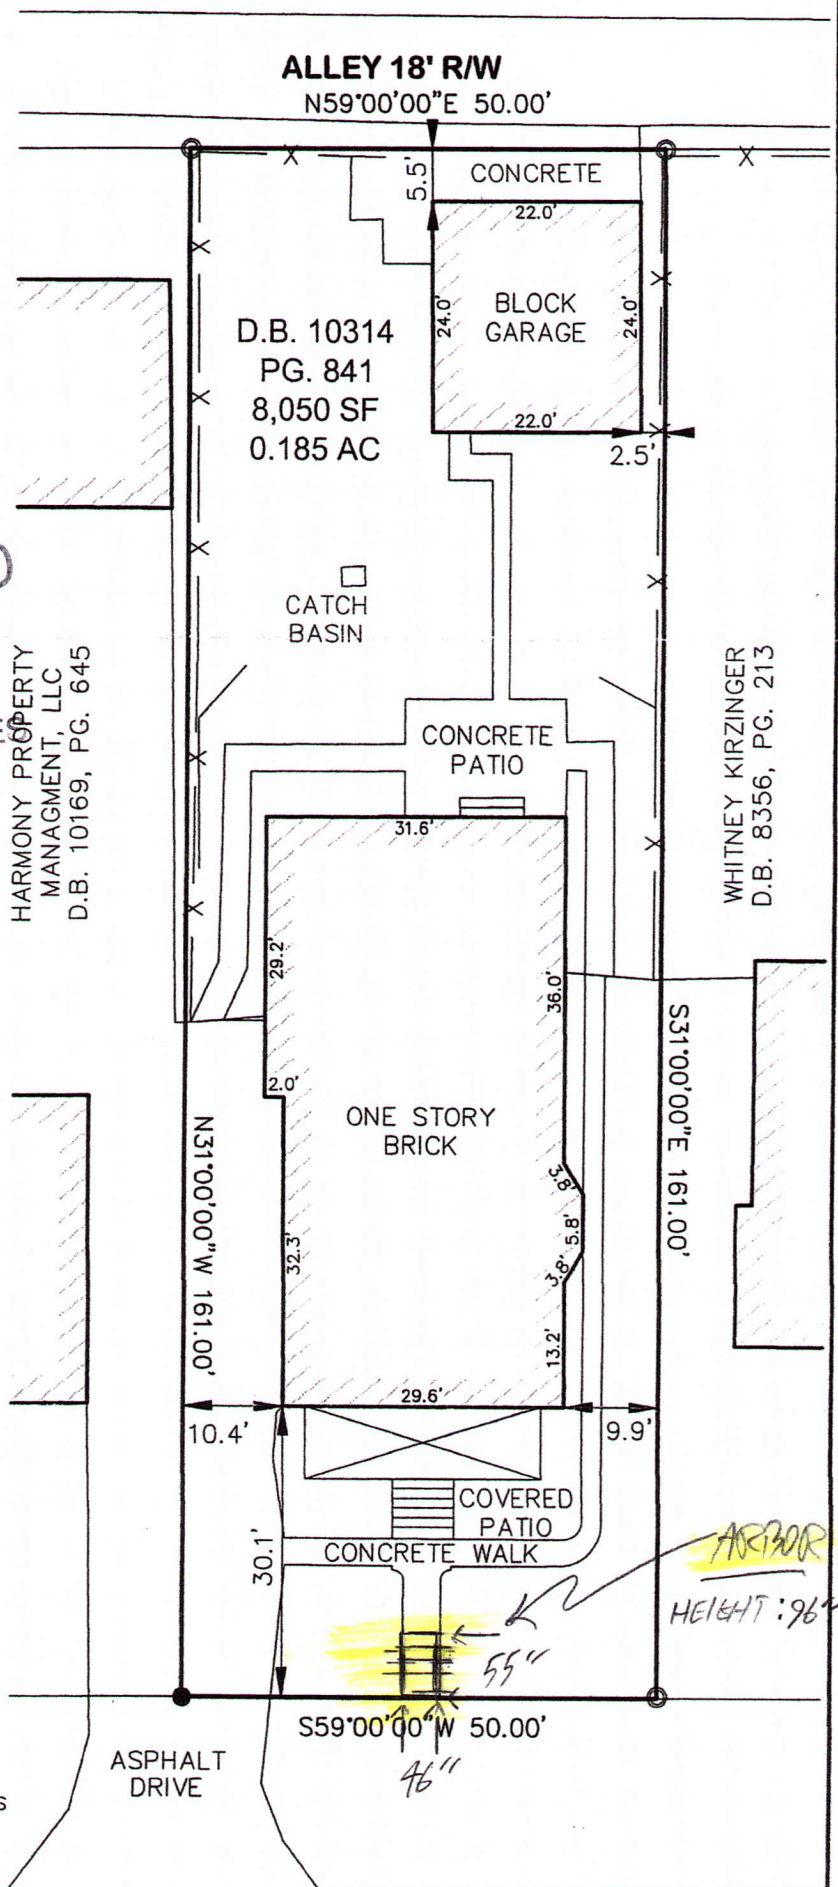 ALLEY 18' R/W
N59°00'00"E 50.00'
5.5'
CONCRETE
22.0'
24.0'
BLOCK
GARAGE
24.0'
22.0'
2.5'
D.B. 10314
PG. 841
8,050 SF
0.185 AC
CATCH
BASIN
HARMONY PROPERTY
MANAGMENT, LLC
D.B. 10169, PG. 645
WHITNEY KIRZINGER
D.B. 8356, PG. 213
CONCRETE
PATIO
31.6'
29.2'
36.0'
2.0'
ONE STORY
BRICK
N31°00'00"W 161.00'
S31°00'00"E 161.00'
32.3'
3.8'
5.8'
3.8'
13.2'
29.6'
10.4'
9.9'
30.1'
COVERED
PATIO
CONCRETE WALK
ARBOR
HEIGHT: 96"
55"
S59°00'00"W 50.00'
46"
ASPHALT
DRIVE